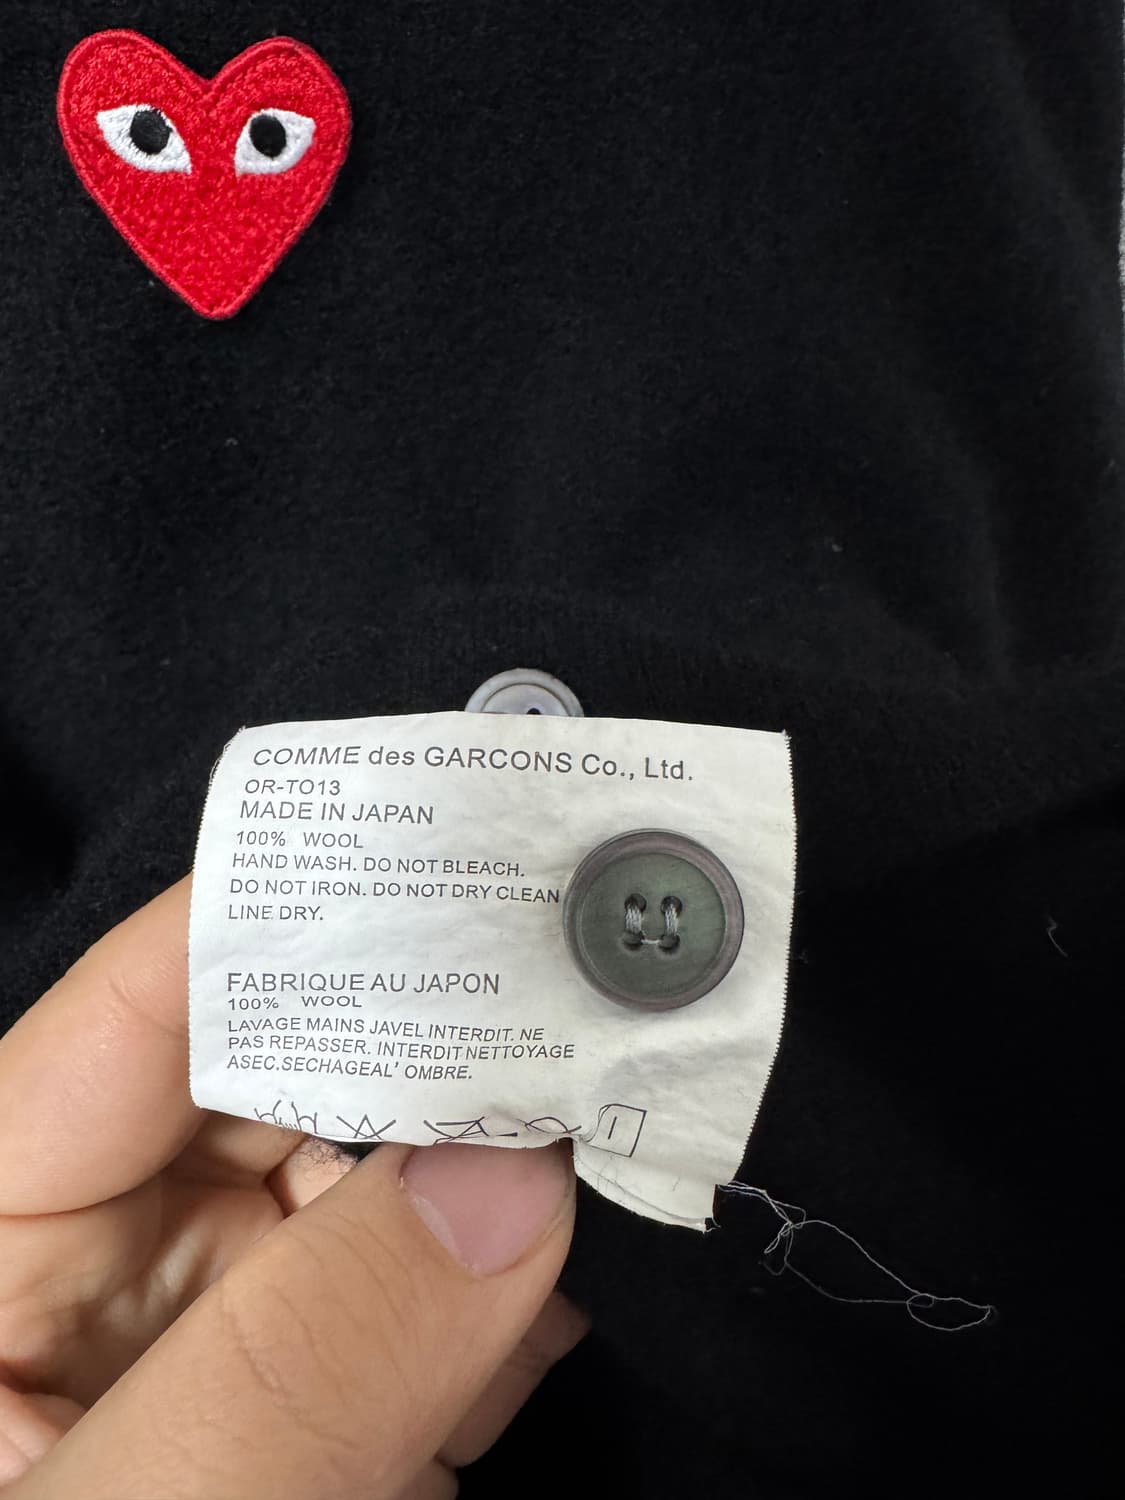 COMME des GARCONS Co., Ltd.
OR-TO13
MADE IN JAPAN
100% WOOL
HAND WASH. DO NOT BLEACH.
DO NOT IRON. DO NOT DRY CLEAN
LINE DRY.
FABRIQUE AU JAPON
100% WOOL
LAVAGE MAINS JAVEL INTERDIT. NE
PAS REPASSER. INTERDIT NETTOYAGE
ASEC.SECHAGEAL' OMBRE.